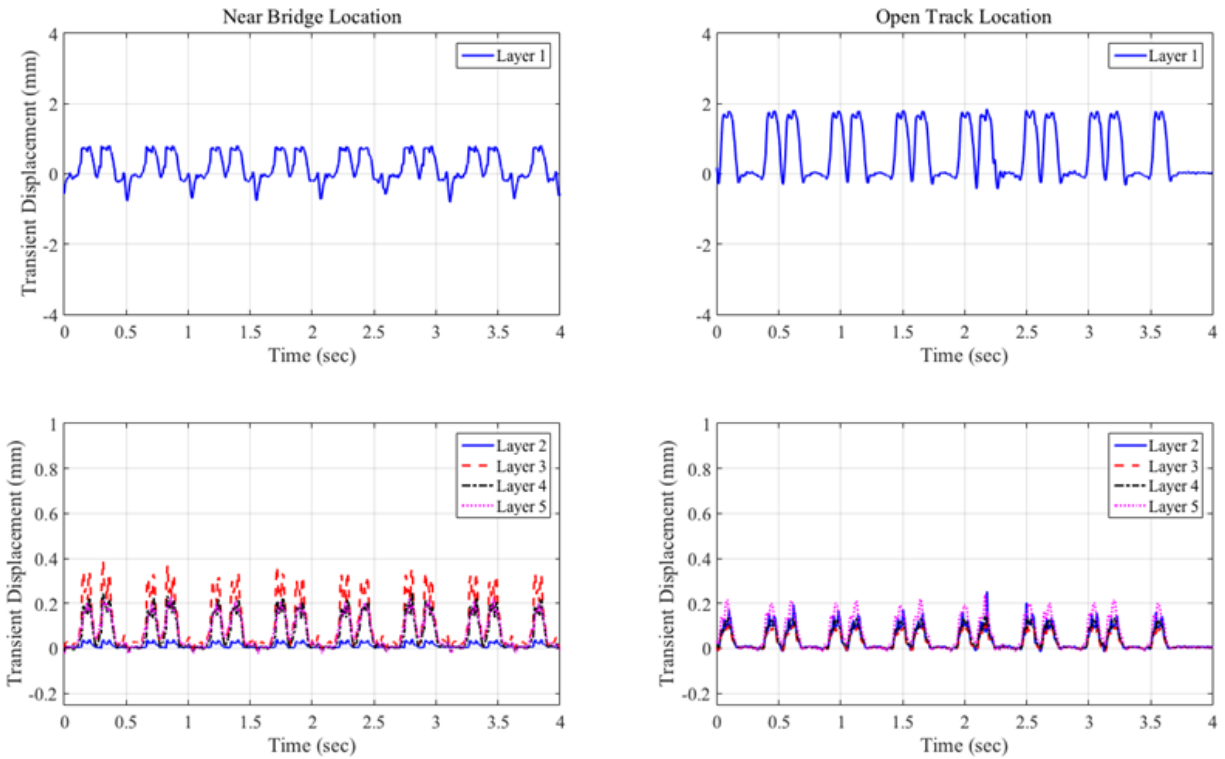 Near Bridge Location
Transient Displacement (mm)
4
2
0
-2
-4
Layer 1
0 0.5 1 1.5 2 2.5 3 3.5 4
Time (sec)
Open Track Location
4
2
0
-2
-4
Layer 1
0 0.5 1 1.5 2 2.5 3 3.5 4
Time (sec)
Transient Displacement (mm)
1
0.8
0.6
0.4
0.2
0
-0.2
Layer 2
Layer 3
Layer 4
Layer 5
0 0.5 1 1.5 2 2.5 3 3.5 4
Time (sec)
Transient Displacement (mm)
1
0.8
0.6
0.4
0.2
0
-0.2
Layer 2
Layer 3
Layer 4
Layer 5
0 0.5 1 1.5 2 2.5 3 3.5 4
Time (sec)